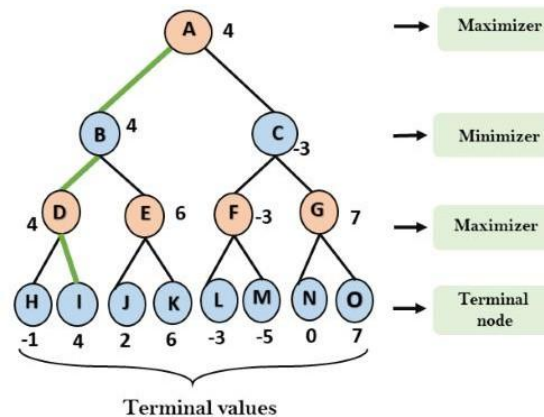 A 4 Maximizer
B 4 C -3 Minimizer
4 D E 6 F -3 G 7 Maximizer
H I J K L M N O Terminal
node
-1 4 2 6 -3 -5 0 7
Terminal values